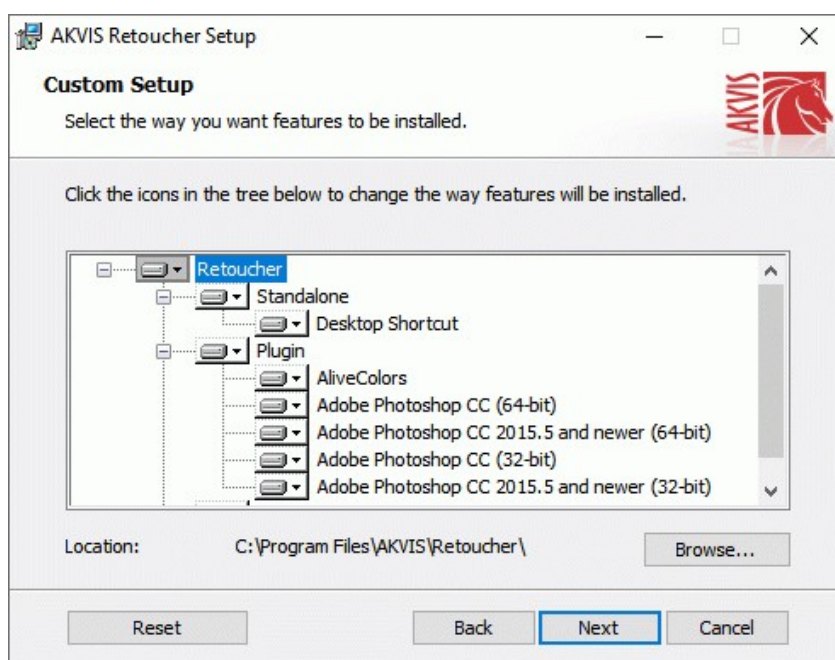 AKVIS Retoucher Setup
Custom Setup
Select the way you want features to be installed.
AKVIS
Click the icons in the tree below to change the way features will be installed.
Retoucher
Standalone
Desktop Shortcut
Plugin
AliveColors
Adobe Photoshop CC (64-bit)
Adobe Photoshop CC 2015.5 and newer (64-bit)
Adobe Photoshop CC (32-bit)
Adobe Photoshop CC 2015.5 and newer (32-bit)
Location: C:\Program Files\AKVIS\Retoucher\ Browse...
Reset Back Next Cancel